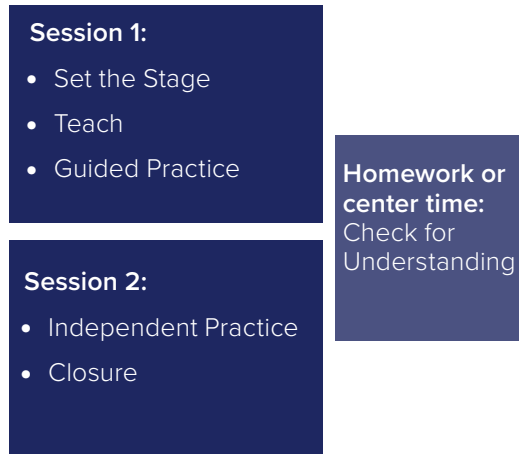 Session 1:
• Set the Stage
• Teach
• Guided Practice
Homework or
center time:
Check for
Understanding
Session 2:
• Independent Practice
• Closure